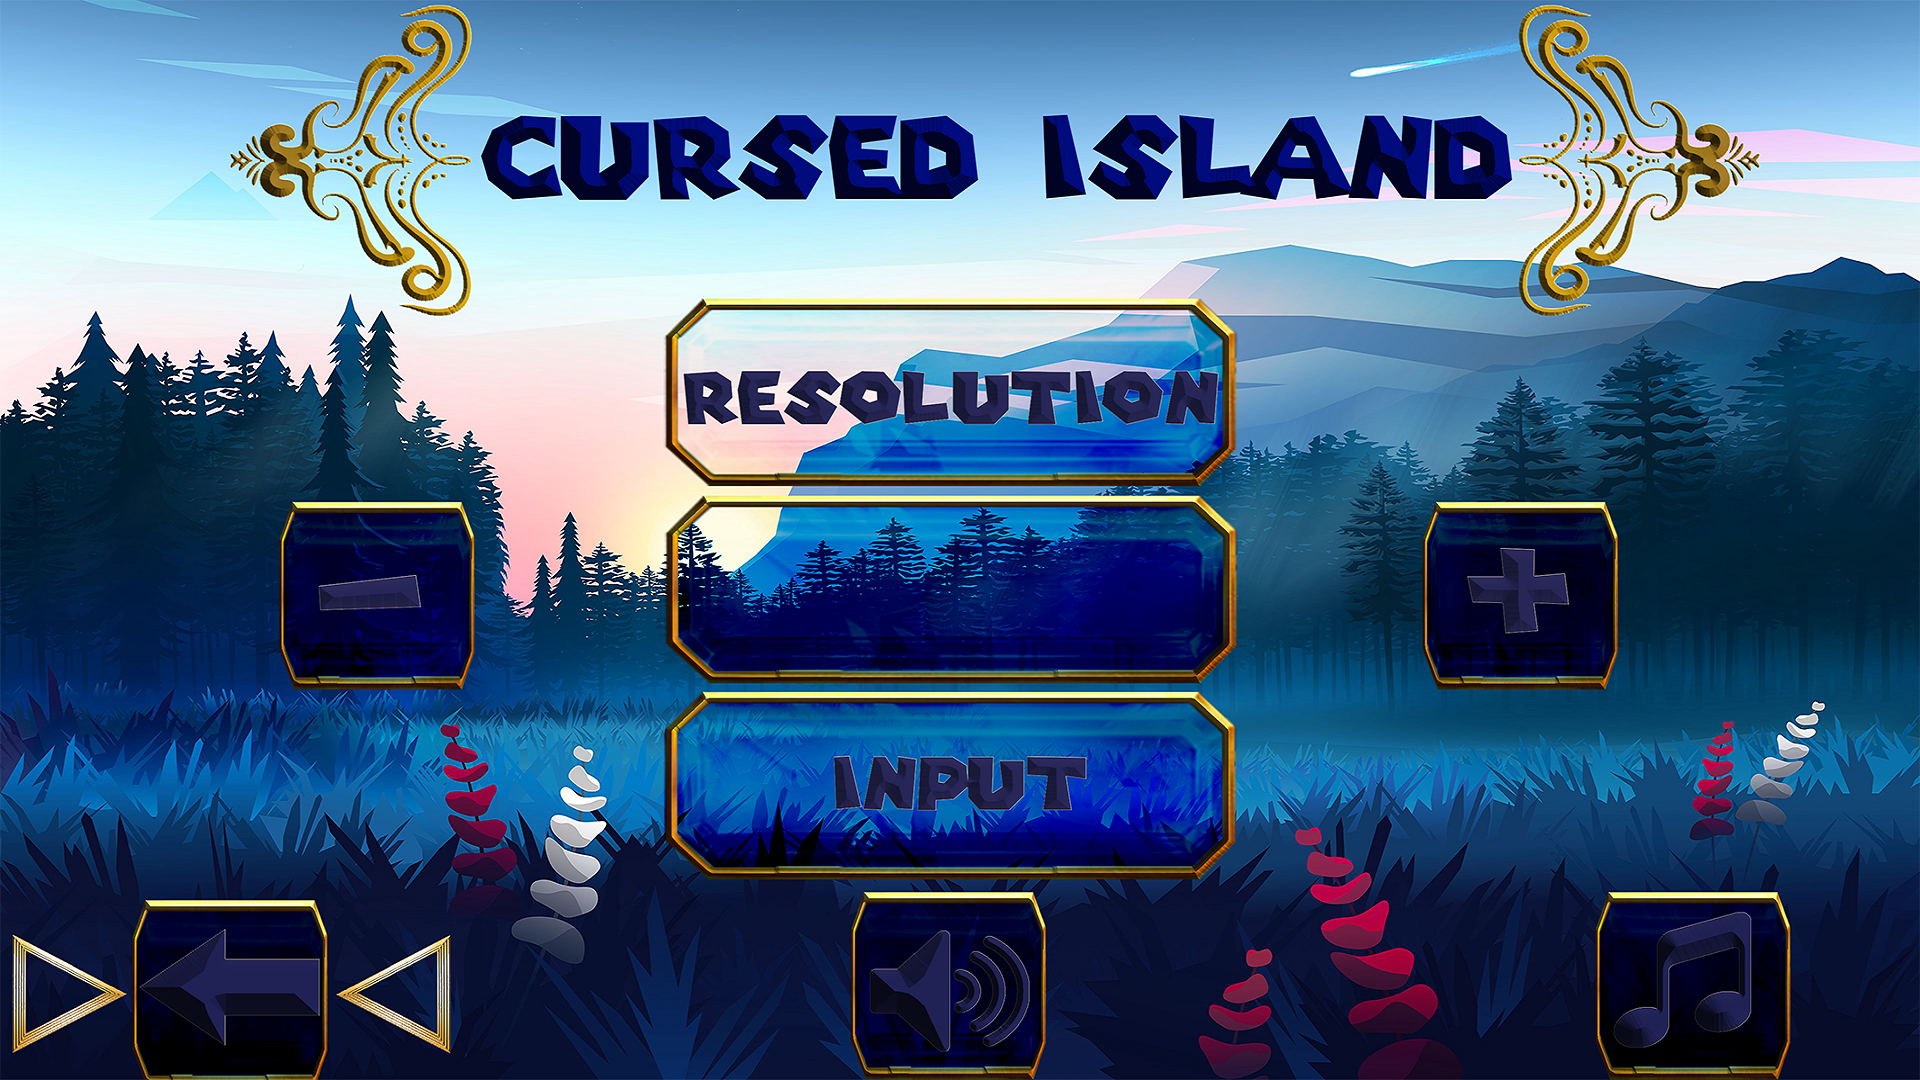 CURSED ISLAND
RESOLUTION
-
+
INPUT